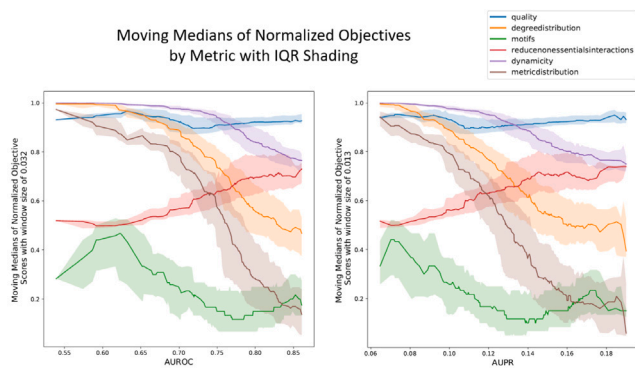 Moving Medians of Normalized Objectives
by Metric with IQR Shading
quality
degreedistribution
motifs
reducenonessentialsinteractions
dynamicity
metricdistribution
Moving Medians of Normalized Objective
Scores with window size of 0.032
1.0
0.8
0.6
0.4
0.2
0.55 0.60 0.65 0.70 0.75 0.80 0.85
AUROC
Moving Medians of Normalized Objective
Scores with window size of 0.013
1.0
0.8
0.6
0.4
0.2
0.06 0.08 0.10 0.12 0.14 0.16 0.18
AUPR